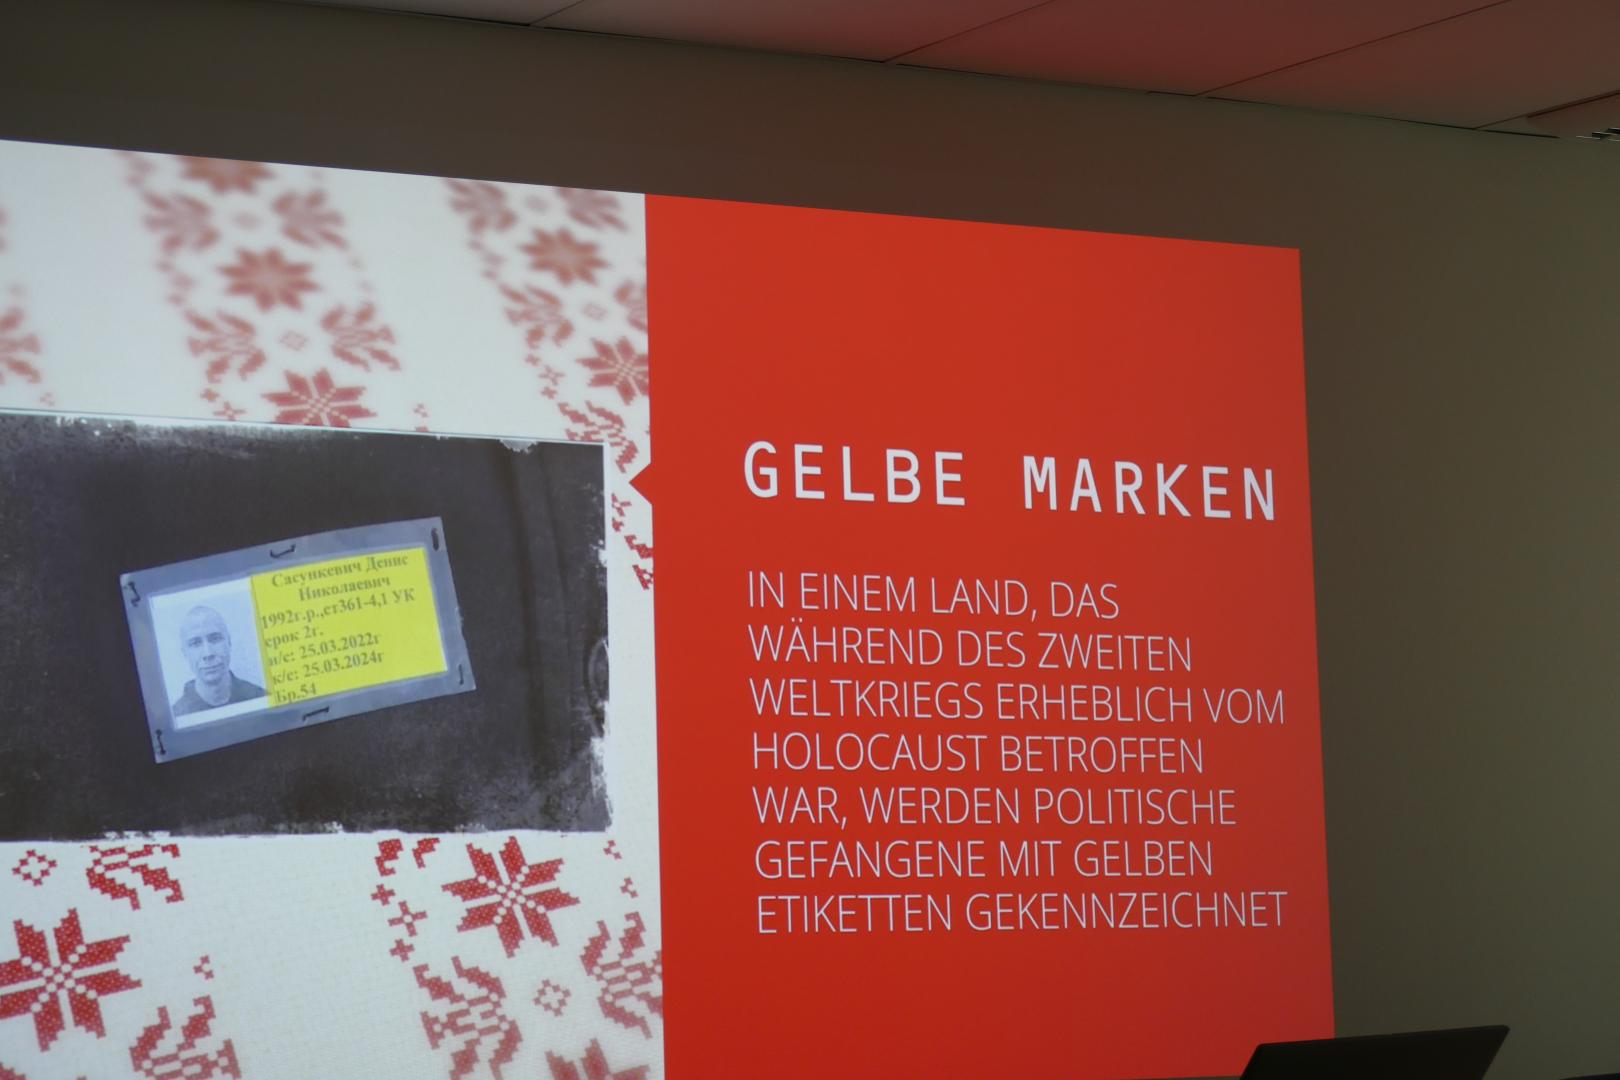 Сасункевич Денис
Николаевич
1992г.р.,ст361-4,1 УК
срок 2г.
н/с: 25.03.2022г
к/с: 25.03.2024г
Бр.54
GELBE MARKEN
IN EINEM LAND, DAS
WÄHREND DES ZWEITEN
WELTKRIEGS ERHEBLICH VOM
HOLOCAUST BETROFFEN
WAR, WERDEN POLITISCHE
GEFANGENE MIT GELBEN
ETIKETTEN GEKENNZEICHNET